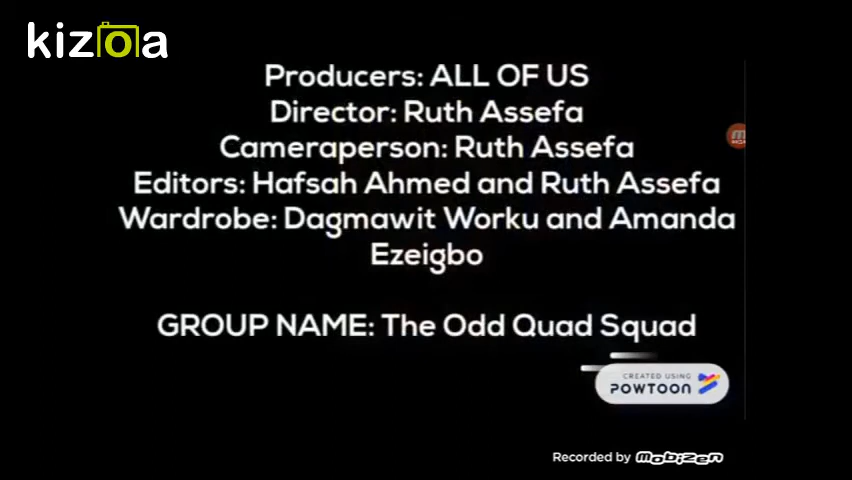 kizoa
Producers: ALL OF US
Director: Ruth Assefa
Cameraperson: Ruth Assefa
Editors: Hafsah Ahmed and Ruth Assefa
Wardrobe: Dagmawit Worku and Amanda
Ezeigbo
GROUP NAME: The Odd Quad Squad
CREATED USING
POWTOON
Recorded by mobizen